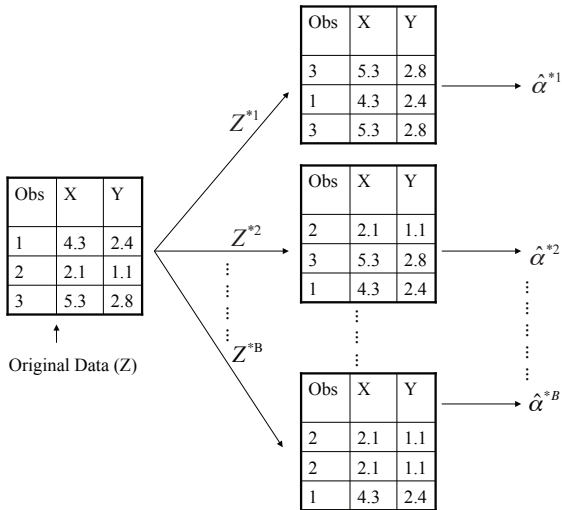 Obs X Y
3 5.3 2.8
1 4.3 2.4
3 5.3 2.8
α̂*1
Z*1
Obs X Y
1 4.3 2.4
2 2.1 1.1
3 5.3 2.8
Original Data (Z)
Z*2
Obs X Y
2 2.1 1.1
3 5.3 2.8
1 4.3 2.4
α̂*2
Z*B
Obs X Y
2 2.1 1.1
2 2.1 1.1
1 4.3 2.4
α̂*B